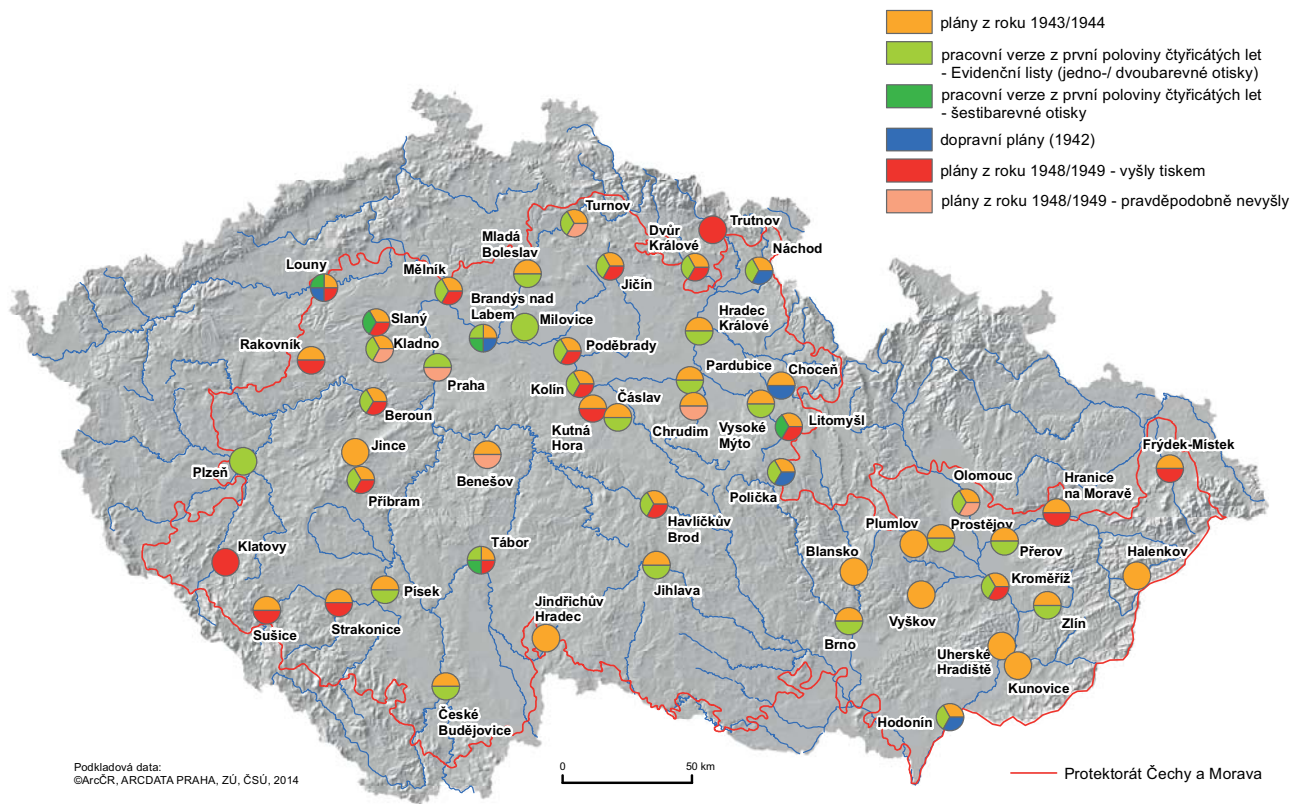 plány z roku 1943/1944
pracovní verze z první poloviny čtyřicátých let
- Evidenční listy (jedno-/ dvoubarevné otisky)
pracovní verze z první poloviny čtyřicátých let
- šestibarevné otisky
dopravní plány (1942)
plány z roku 1948/1949 - vyšly tiskem
plány z roku 1948/1949 - pravděpodobně nevyšly
Turnov
Trutnov
Dvůr
Králové
Náchod
Mladá
Boleslav
Louny
Mělník
Jičín
Brandýs nad
Labem
Milovice
Hradec
Králové
Slaný
Kladno
Rakovník
Praha
Poděbrady
Pardubice
Choceň
Kolín
Čáslav
Beroun
Kutná
Hora
Chrudim
Vysoké
Mýto
Litomyšl
Jince
Plzeň
Benešov
Příbram
Polička
Frýdek-Místek
Olomouc
Hranice
na Moravě
Havlíčkův
Brod
Plumlov
Prostějov
Přerov
Klatovy
Tábor
Blansko
Halenkov
Jihlava
Kroměříž
Písek
Vyškov
Zlín
Sušice
Strakonice
Jindřichův
Hradec
Brno
Uherské
Hradiště
Kunovice
České
Budějovice
Hodonín
Podkladová data:
©ArcČR, ARCDATA PRAHA, ZÚ, ČSÚ, 2014
0 50 km
Protektorát Čechy a Morava